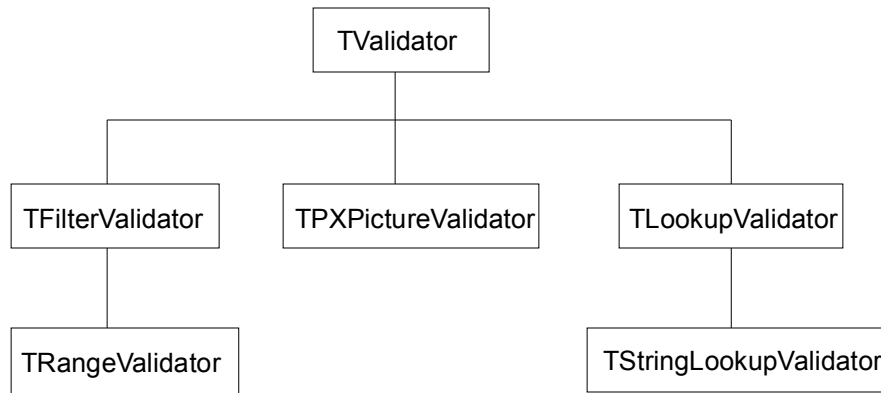 TValidator
TFilterValidator
TPXPictureValidator
TLookupValidator
TRangeValidator
TStringLookupValidator